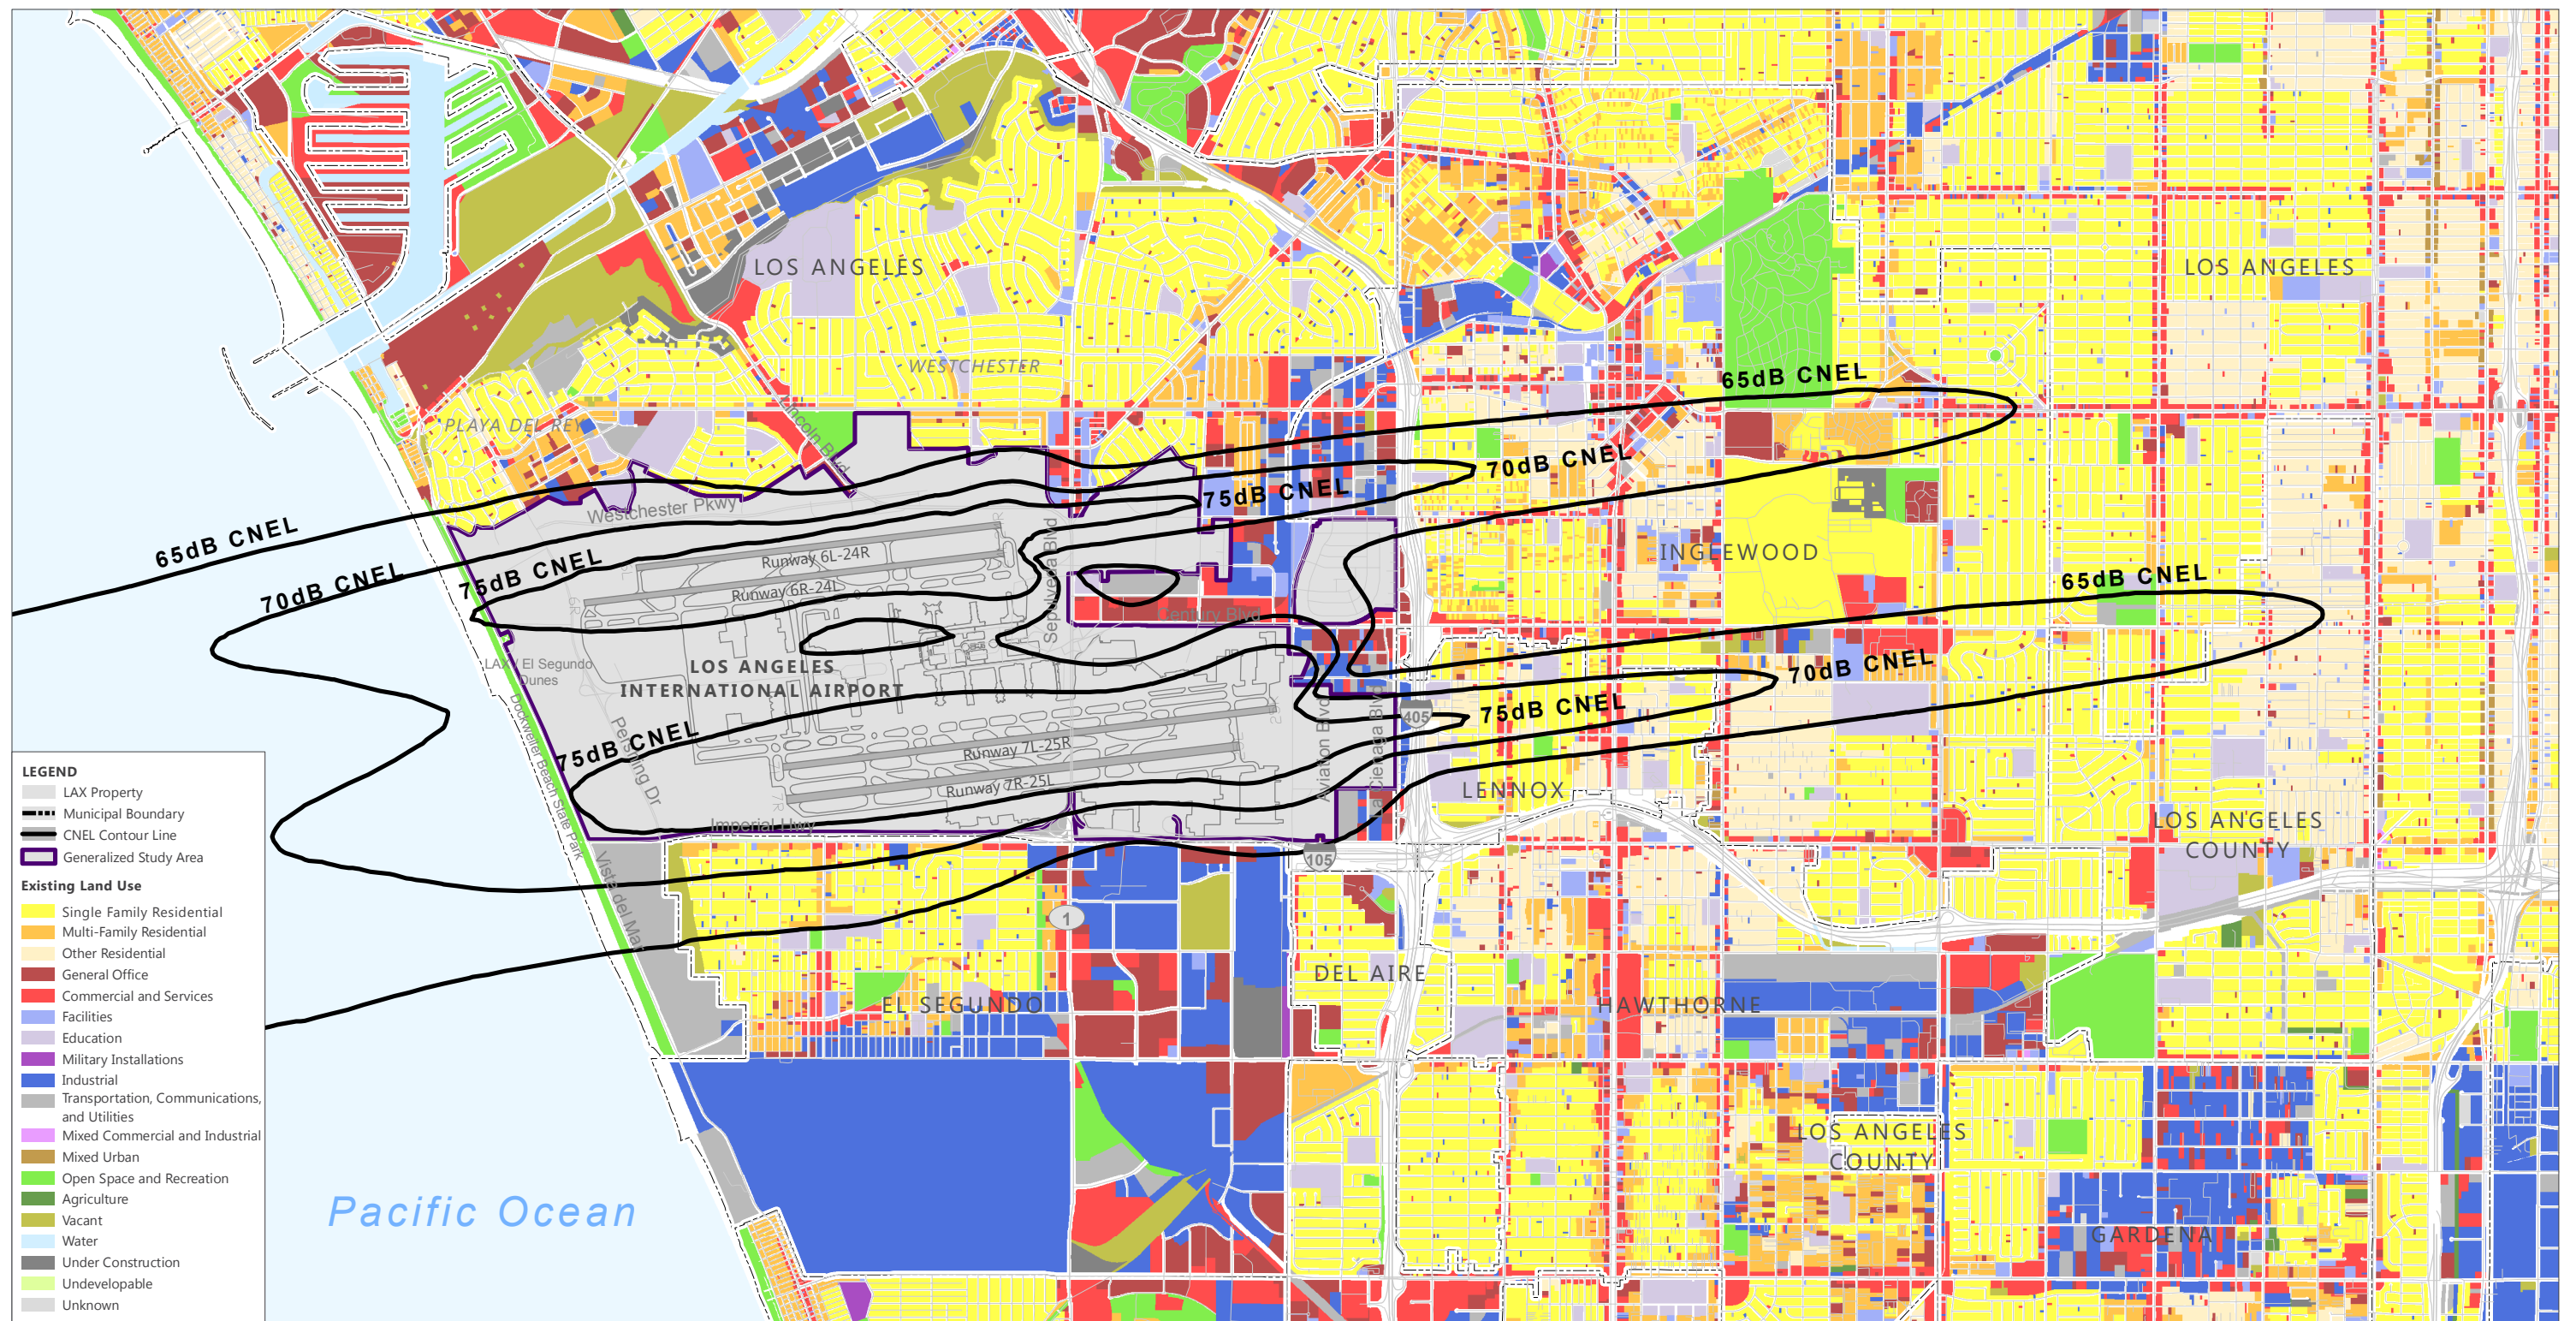 LOS ANGELES
LOS ANGELES
WESTCHESTER
65dB CNEL
PLAYA DEL REY
Lincoln Blvd
70dB CNEL
75dB CNEL
Westchester Pkwy
65dB CNEL
Runway 6L-24R
INGLEWOOD
Sepulveda Blvd
70dB CNEL
75dB CNEL
Runway 6R-24L
6R
65dB CNEL
Century Blvd
LAX / El Segundo
Dunes
LOS ANGELES
INTERNATIONAL AIRPORT
70dB CNEL
75dB CNEL
405
Pershing Dr
75dB CNEL
Runway 7L-25R
Aviation Blvd
La Cienaga Blvd
Dockweiler Beach State Park
Runway 7R-25L
7R
LENNOX
Imperial Hwy
LOS ANGELES
COUNTY
105
Vista del Mar
1
DEL AIRE
EL SEGUNDO
HAWTHORNE
LOS ANGELES
COUNTY
GARDENA
Pacific Ocean
LEGEND
LAX Property
Municipal Boundary
CNEL Contour Line
Generalized Study Area
Existing Land Use
Single Family Residential
Multi-Family Residential
Other Residential
General Office
Commercial and Services
Facilities
Education
Military Installations
Industrial
Transportation, Communications,
and Utilities
Mixed Commercial and Industrial
Mixed Urban
Open Space and Recreation
Agriculture
Vacant
Water
Under Construction
Undevelopable
Unknown